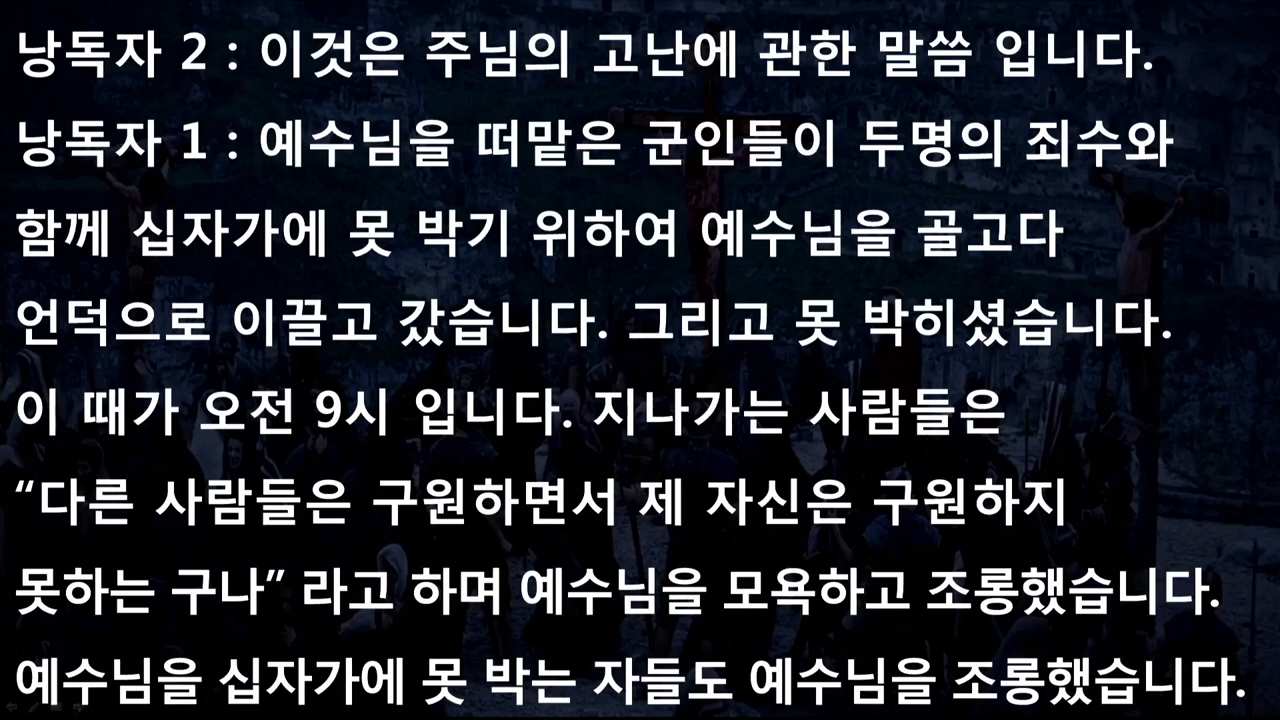 낭독자 2 : 이것은 주님의 고난에 관한 말씀 입니다.
낭독자 1 : 예수님을 떠맡은 군인들이 두명의 죄수와
함께 십자가에 못 박기 위하여 예수님을 골고다
언덕으로 이끌고 갔습니다. 그리고 못 박히셨습니다.
이 때가 오전 9시 입니다. 지나가는 사람들은
“다른 사람들은 구원하면서 제 자신은 구원하지
못하는 구나” 라고 하며 예수님을 모욕하고 조롱했습니다.
예수님을 십자가에 못 박는 자들도 예수님을 조롱했습니다.